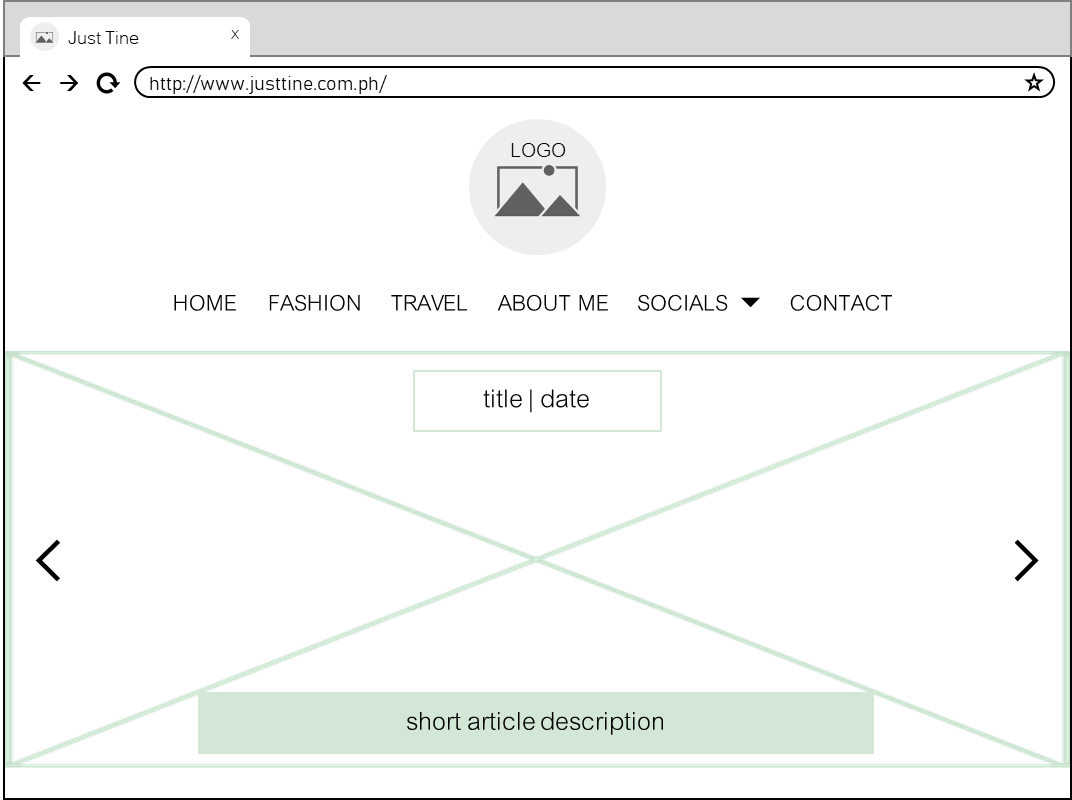 Just Tine x
http://www.justtine.com.ph/
LOGO
HOME FASHION TRAVEL ABOUT ME SOCIALS CONTACT
title | date
short article description